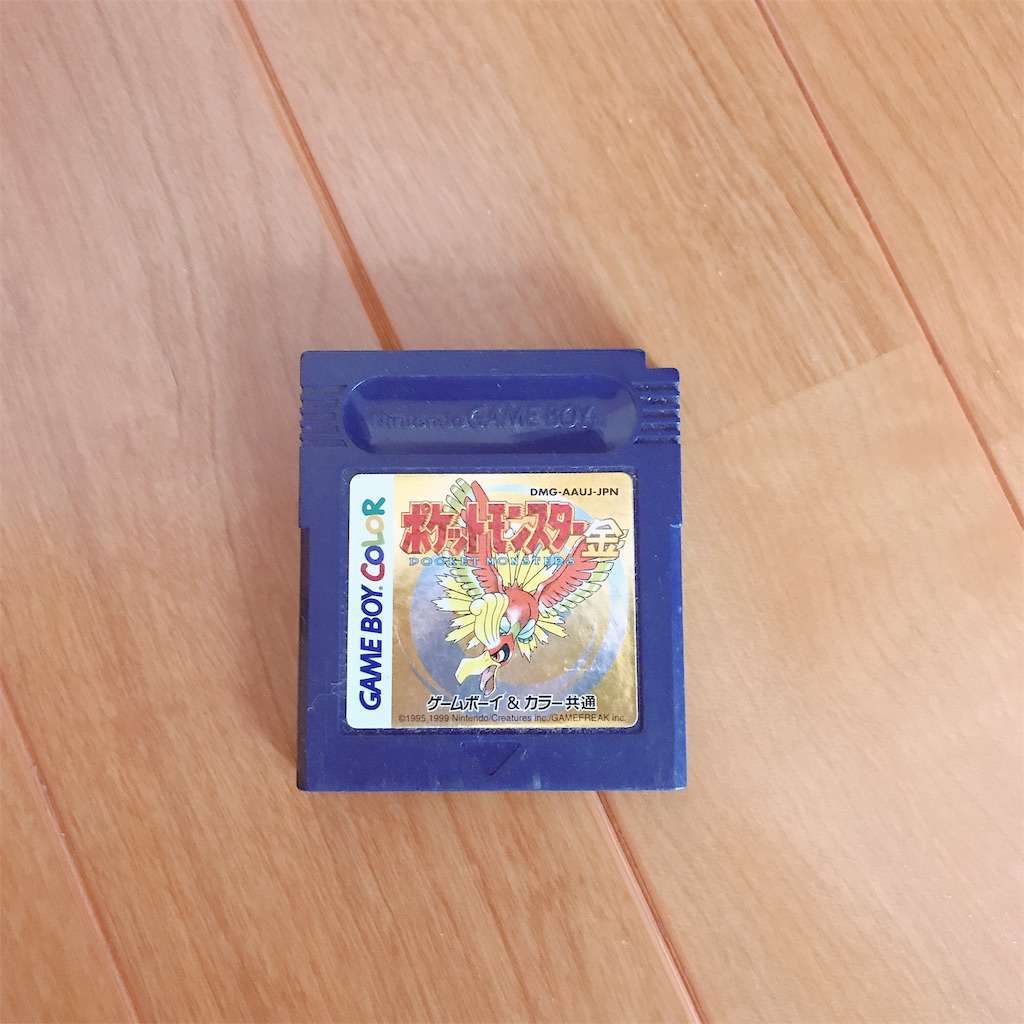 Nintendo GAME BOY
GAME BOY COLOR
DMG-AAUJ-JPN
ポケットモンスター金
POCKET MONSTERS
ゲームボーイ & カラー共通
©1995,1999 Nintendo/Creatures inc./GAMEFREAK inc.